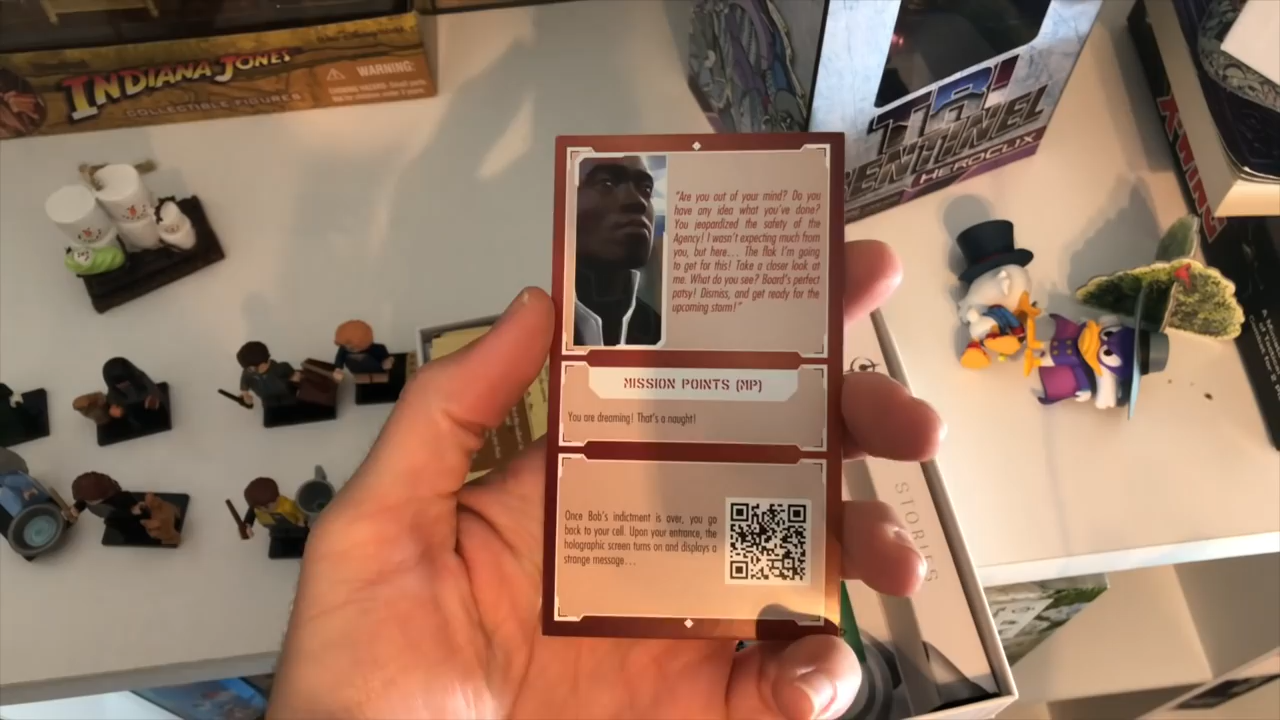 INDIANA JONES
COLLECTIBLE FIGURES
WARNING:
TRI
SENTINEL
HEROCLIX
X-WING
"Are you out of your mind? Do you
have any idea what you've done?
You jeopardized the safety of the
Agency! I wasn't expecting much from
you, but here... The flak I'm going
to get for this! Take a closer look at
me. What do you see? Board's perfect
patsy! Dismiss, and get ready for the
upcoming storm!"
MISSION POINTS (MP)
You are dreaming! That's a naught!
Once Bob's indictment is over, you go
back to your cell. Upon your entrance, the
holographic screen turns on and displays a
strange message...
STORIES